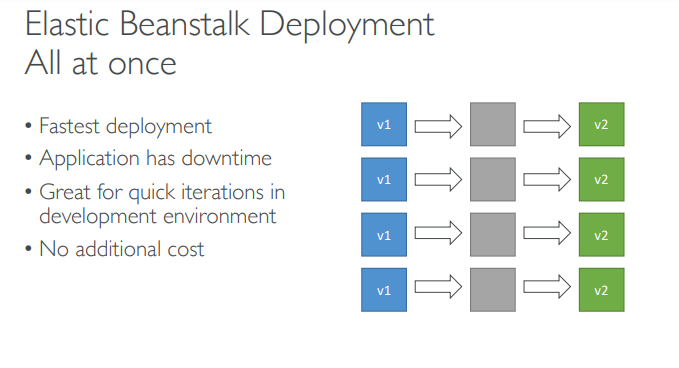 Elastic Beanstalk Deployment
All at once
• Fastest deployment
• Application has downtime
• Great for quick iterations in
development environment
• No additional cost
v1 v2
v1 v2
v1 v2
v1 v2